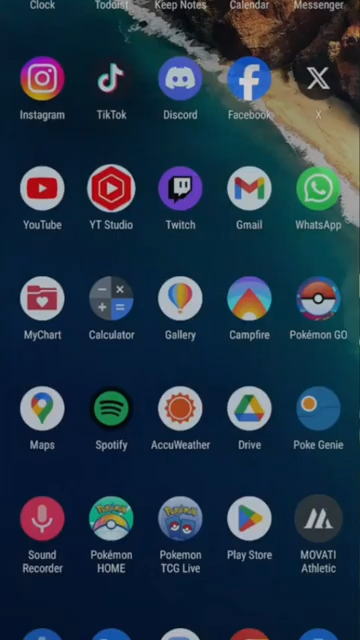 Clock Todoist Keep Notes Calendar Messenger
Instagram TikTok Discord Facebook X
YouTube YT Studio Twitch Gmail WhatsApp
MyChart Calculator Gallery Campfire Pokémon GO
Maps Spotify AccuWeather Drive Poke Genie
Sound Pokémon Pokemon Play Store MOVATI
Recorder HOME TCG Live Athletic